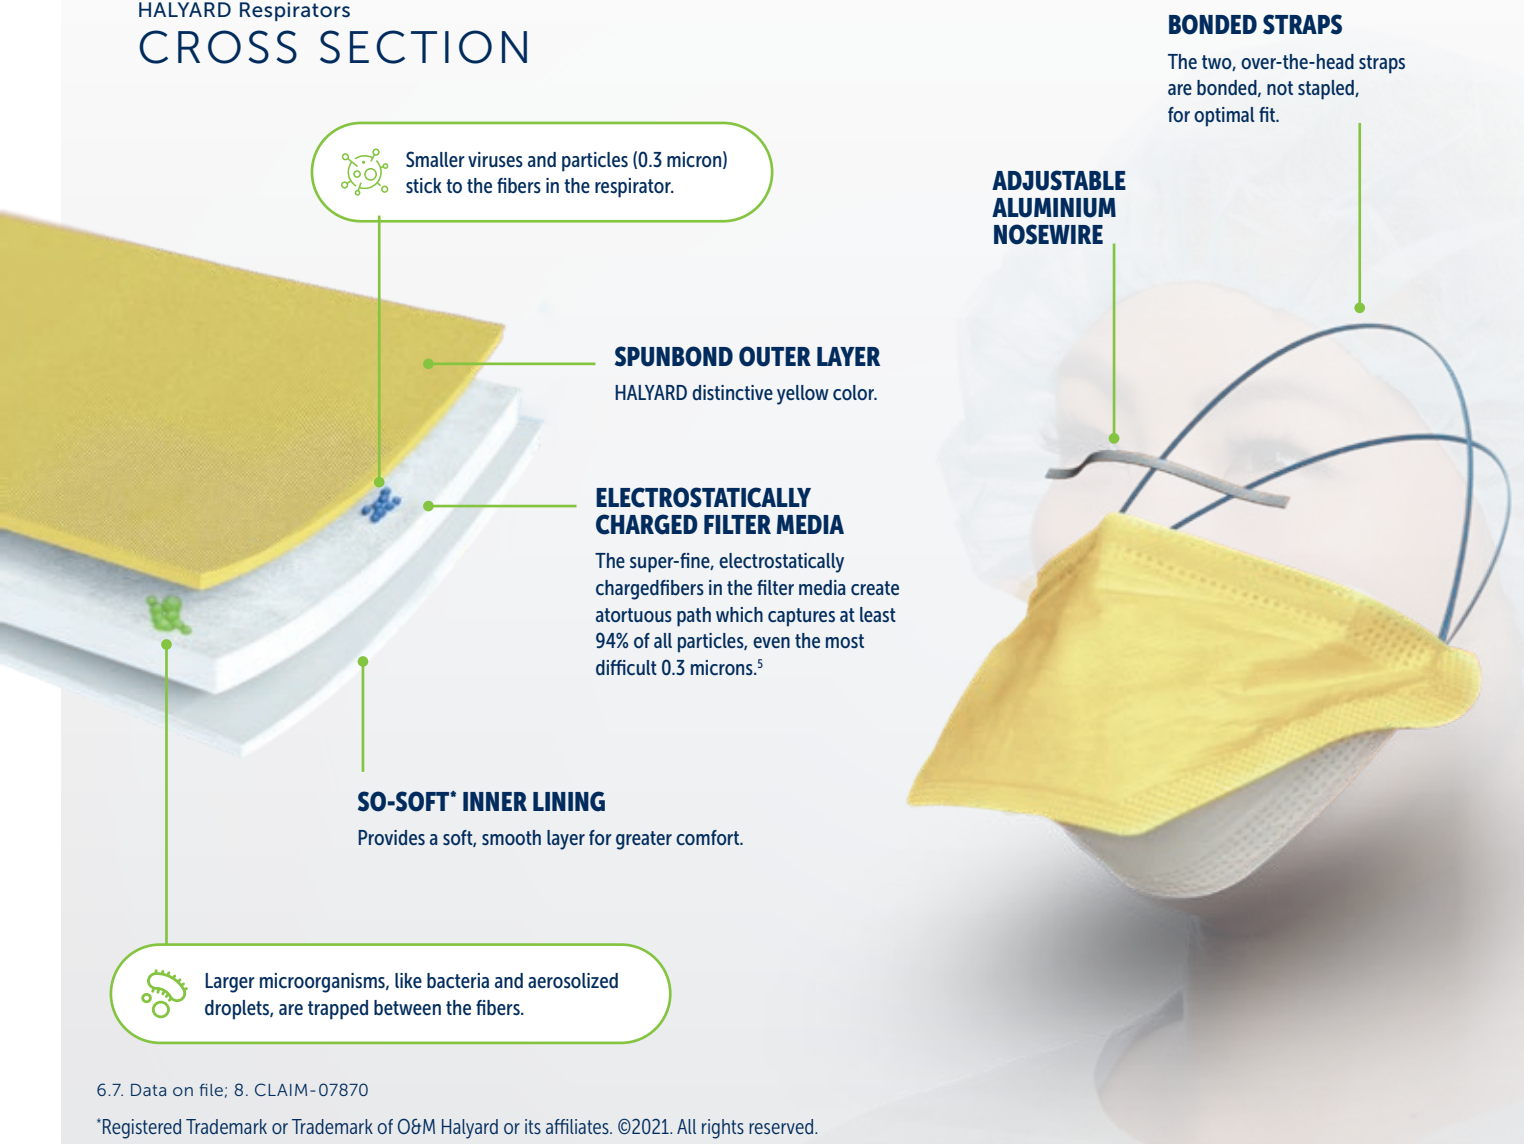 HALYARD Respirators
CROSS SECTION
BONDED STRAPS
The two, over-the-head straps
are bonded, not stapled,
for optimal fit.
Smaller viruses and particles (0.3 micron)
stick to the fibers in the respirator.
ADJUSTABLE
ALUMINIUM
NOSEWIRE
SPUNBOND OUTER LAYER
HALYARD distinctive yellow color.
ELECTROSTATICALLY
CHARGED FILTER MEDIA
The super-fine, electrostatically
chargedfibers in the filter media create
atortuous path which captures at least
94% of all particles, even the most
difficult 0.3 microns.⁵
SO-SOFT* INNER LINING
Provides a soft, smooth layer for greater comfort.
Larger microorganisms, like bacteria and aerosolized
droplets, are trapped between the fibers.
6.7. Data on file; 8. CLAIM-07870
*Registered Trademark or Trademark of O&M Halyard or its affiliates. ©2021. All rights reserved.